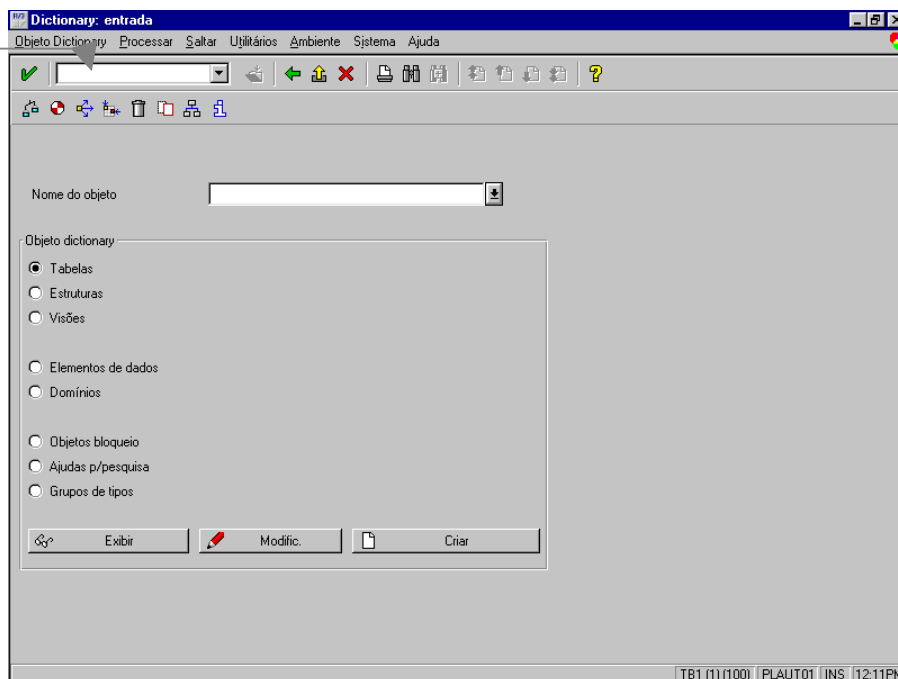 Dictionary: entrada
Objeto Dictionary Processar Saltar Utilitários Ambiente Sistema Ajuda
Nome do objeto
Objeto dictionary
Tabelas
Estruturas
Visões
Elementos de dados
Domínios
Objetos bloqueio
Ajudas p/pesquisa
Grupos de tipos
Exibir Modific. Criar
TB1 (1) (100) PLAUT01 INS 12:11PM